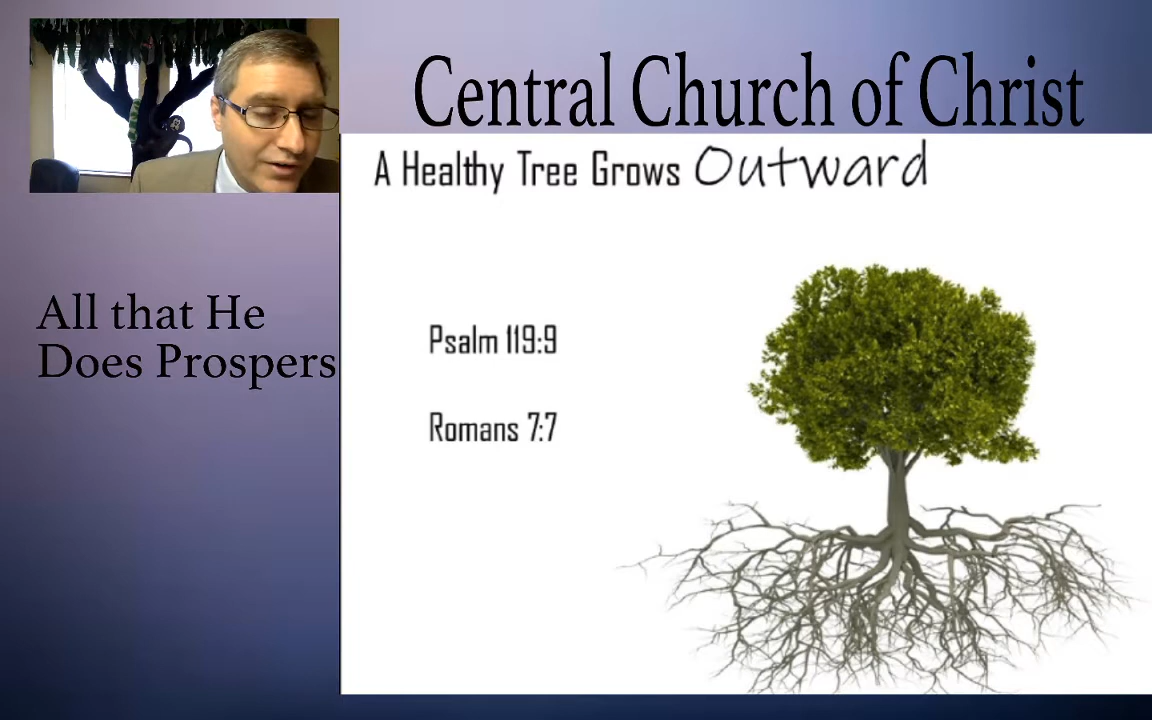 Central Church of Christ
A Healthy Tree Grows Outward
All that He
Does Prospers
Psalm 119:9
Romans 7:7